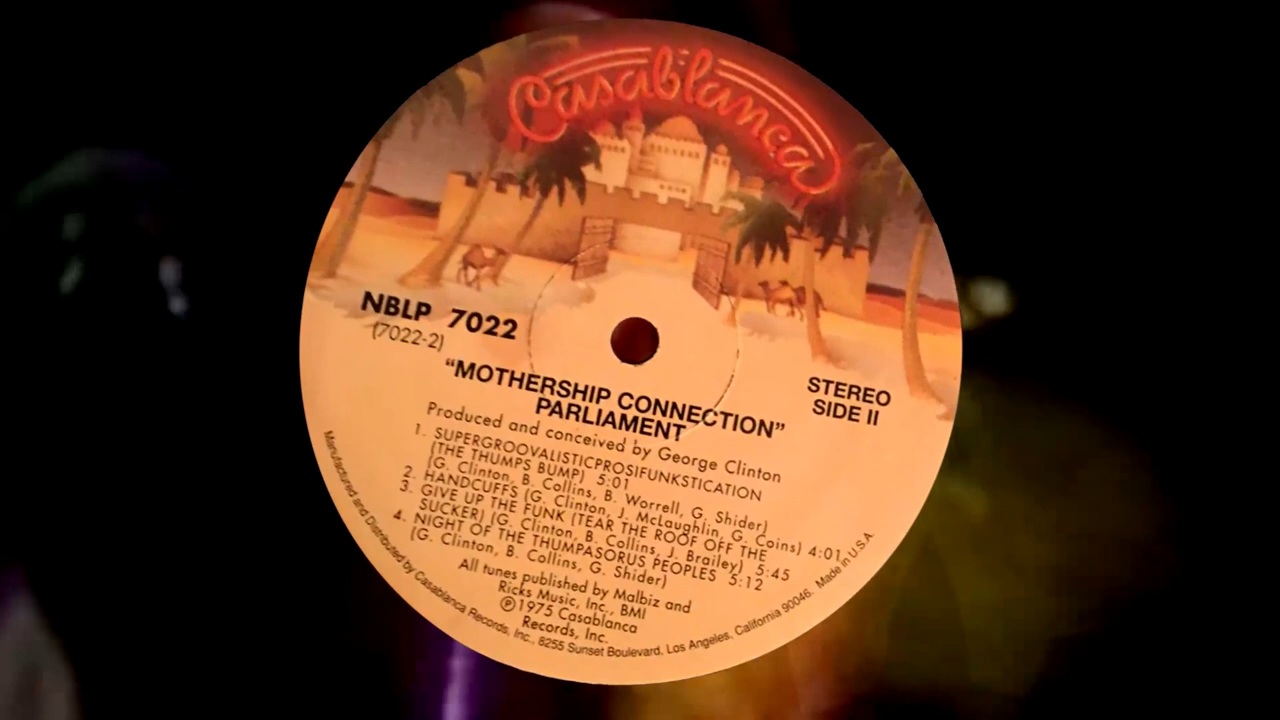 Casablanca
NBLP 7022
(7022-2)
STEREO
SIDE II
"MOTHERSHIP CONNECTION"
PARLIAMENT
Produced and conceived by George Clinton
1. SUPERGROOVALISTICPROSIFUNKSTICATION
(THE THUMPS BUMP) 5:01
(G. Clinton, B. Collins, B. Worrell, G. Shider)
2. HANDCUFFS (G. Clinton, J. McLaughlin, G. Coins) 4:01
3. GIVE UP THE FUNK (TEAR THE ROOF OFF THE
SUCKER) (G. Clinton, B. Collins, J. Brailey) 5:45
4. NIGHT OF THE THUMPASORUS PEOPLES 5:12
(G. Clinton, B. Collins, G. Shider)
All tunes published by Malbiz and
Ricks Music, Inc., BMI
℗1975 Casablanca
Records, Inc.
Manufactured and Distributed by Casablanca Records, Inc., 8255 Sunset Boulevard, Los Angeles, California 90046. Made in U.S.A.